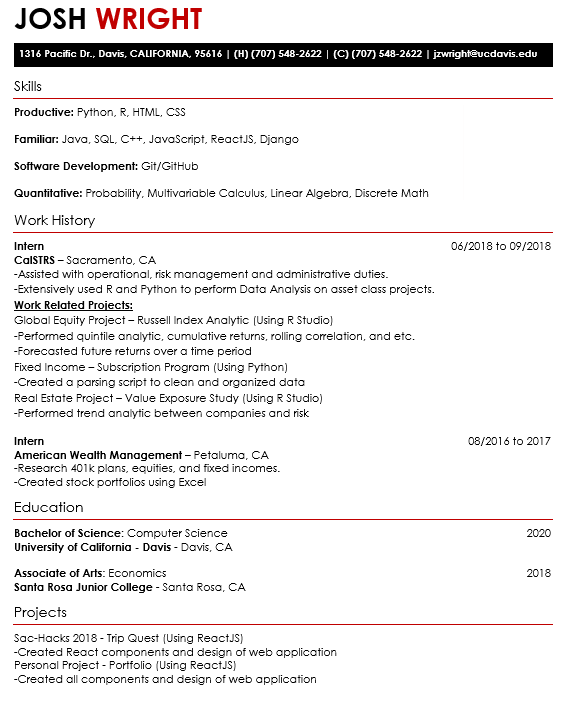 JOSH WRIGHT
1316 Pacific Dr., Davis, CALIFORNIA, 95616 | (H) (707) 548-2622 | (C) (707) 548-2622 | jzwright@ucdavis.edu
Skills
Productive: Python, R, HTML, CSS
Familiar: Java, SQL, C++, JavaScript, ReactJS, Django
Software Development: Git/GitHub
Quantitative: Probability, Multivariable Calculus, Linear Algebra, Discrete Math
Work History
Intern 06/2018 to 09/2018
CalSTRS – Sacramento, CA
-Assisted with operational, risk management and administrative duties.
-Extensively used R and Python to perform Data Analysis on asset class projects.
Work Related Projects:
Global Equity Project – Russell Index Analytic (Using R Studio)
-Performed quintile analytic, cumulative returns, rolling correlation, and etc.
-Forecasted future returns over a time period
Fixed Income – Subscription Program (Using Python)
-Created a parsing script to clean and organized data
Real Estate Project – Value Exposure Study (Using R Studio)
-Performed trend analytic between companies and risk
Intern 08/2016 to 2017
American Wealth Management – Petaluma, CA
-Research 401k plans, equities, and fixed incomes.
-Created stock portfolios using Excel
Education
Bachelor of Science: Computer Science 2020
University of California - Davis - Davis, CA
Associate of Arts: Economics 2018
Santa Rosa Junior College - Santa Rosa, CA
Projects
Sac-Hacks 2018 - Trip Quest (Using ReactJS)
-Created React components and design of web application
Personal Project - Portfolio (Using ReactJS)
-Created all components and design of web application